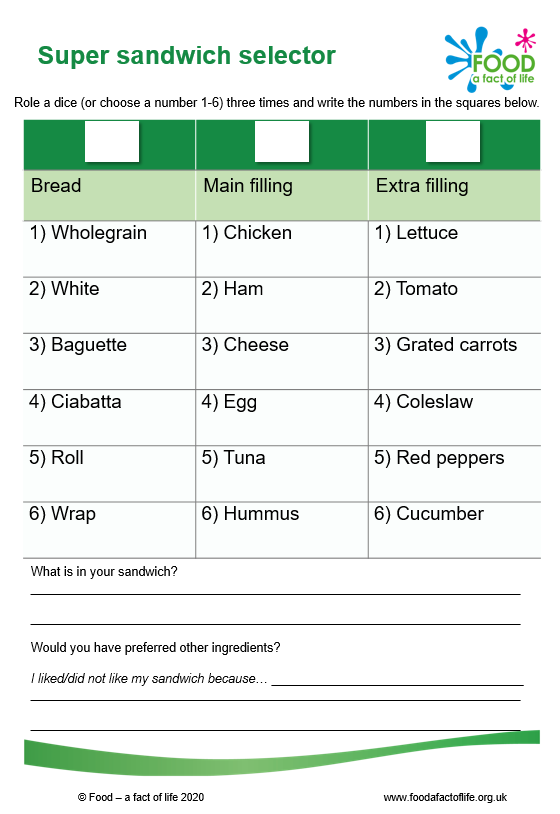 Super sandwich selector
FOOD
a fact of life
Role a dice (or choose a number 1-6) three times and write the numbers in the squares below.
Bread
Main filling
Extra filling
1) Wholegrain
1) Chicken
1) Lettuce
2) White
2) Ham
2) Tomato
3) Baguette
3) Cheese
3) Grated carrots
4) Ciabatta
4) Egg
4) Coleslaw
5) Roll
5) Tuna
5) Red peppers
6) Wrap
6) Hummus
6) Cucumber
What is in your sandwich?
Would you have preferred other ingredients?
I liked/did not like my sandwich because…
© Food – a fact of life 2020
www.foodafactoflife.org.uk